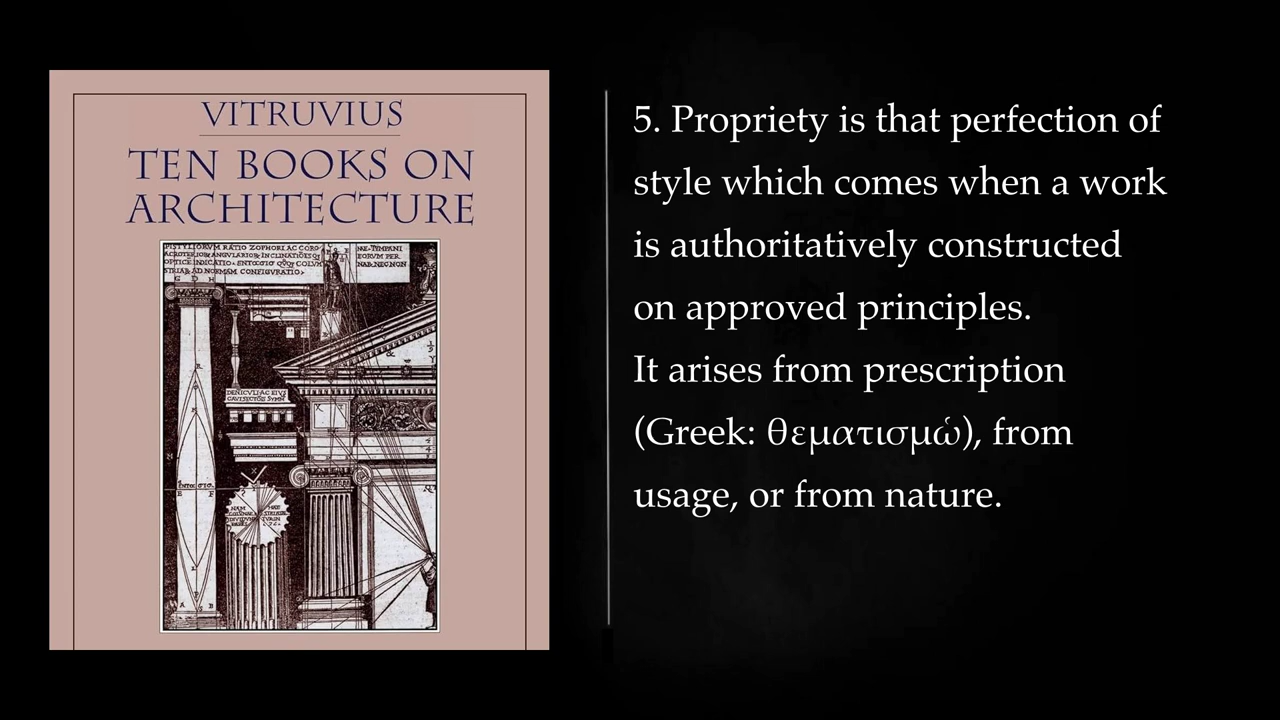 VITRUVIUS
TEN BOOKS ON
ARCHITECTURE
5. Propriety is that perfection of
style which comes when a work
is authoritatively constructed
on approved principles.
It arises from prescription
(Greek: θεματισμώ), from
usage, or from nature.